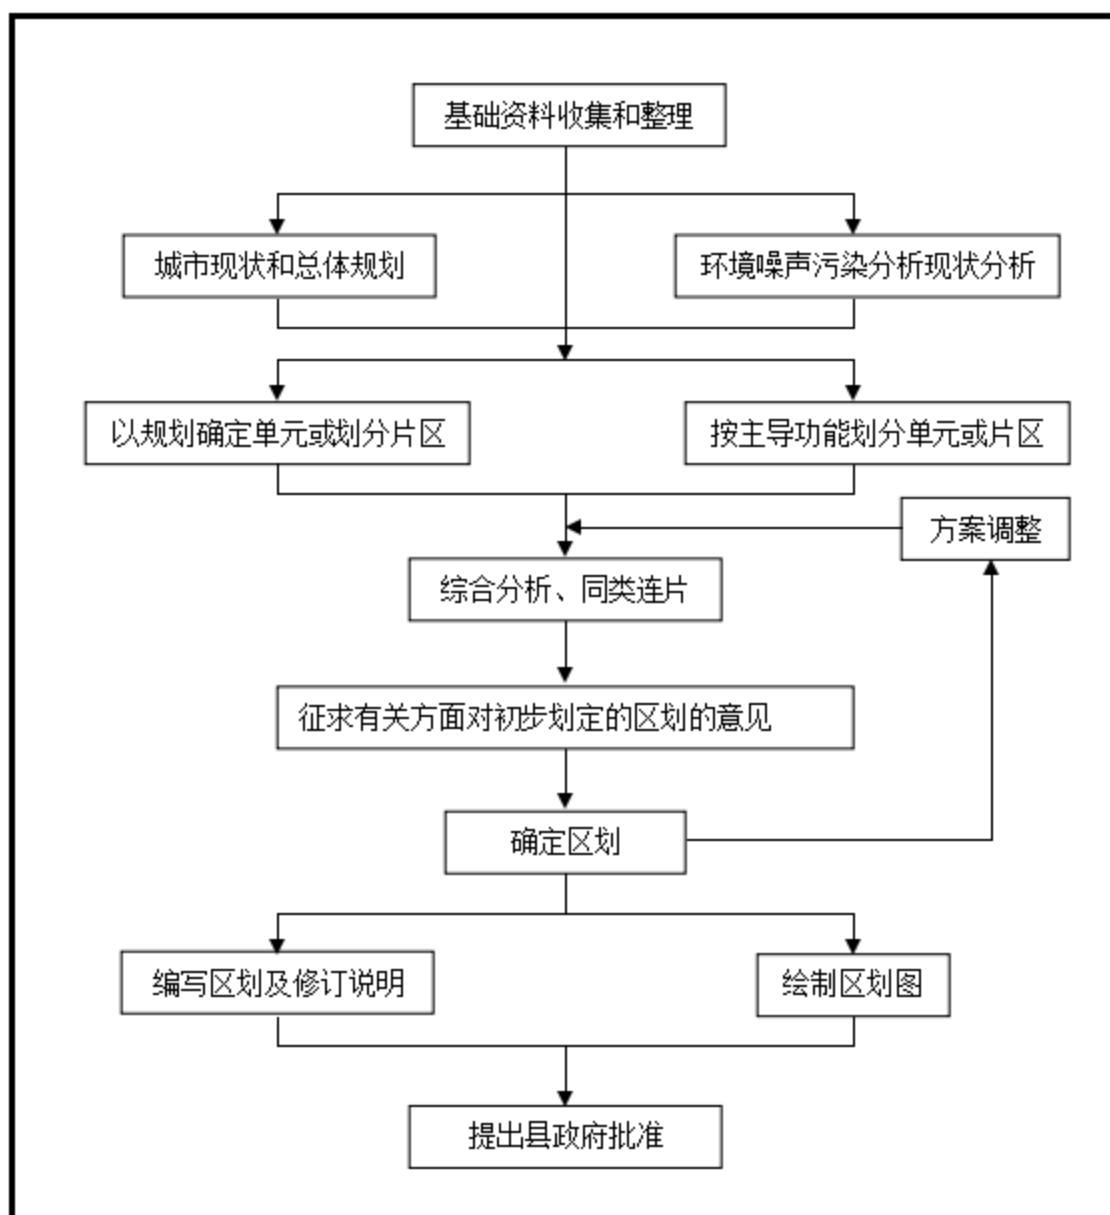 基础资料收集和整理
城市现状和总体规划
环境噪声污染分析现状分析
以规划确定单元或划分片区
按主导功能划分单元或片区
方案调整
综合分析、同类连片
征求有关方面对初步划定的区划的意见
确定区划
编写区划及修订说明
绘制区划图
提出县政府批准